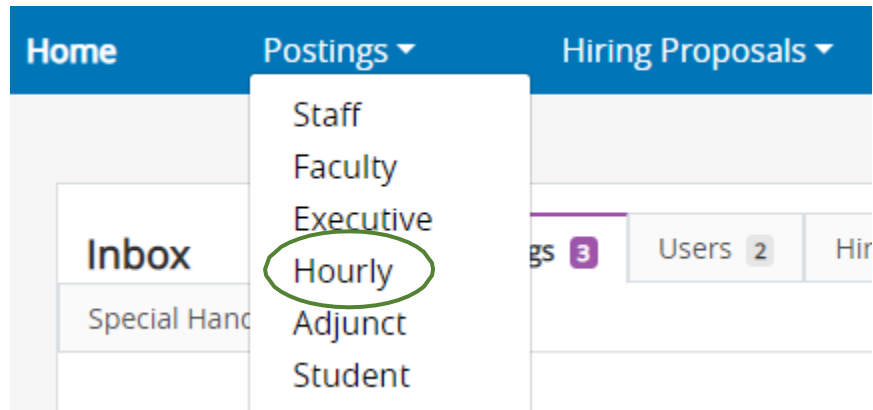 Home Postings Hiring Proposals
Staff
Faculty
Executive
Hourly
Adjunct
Student
Inbox gs 3 Users 2 Hir
Special Hand